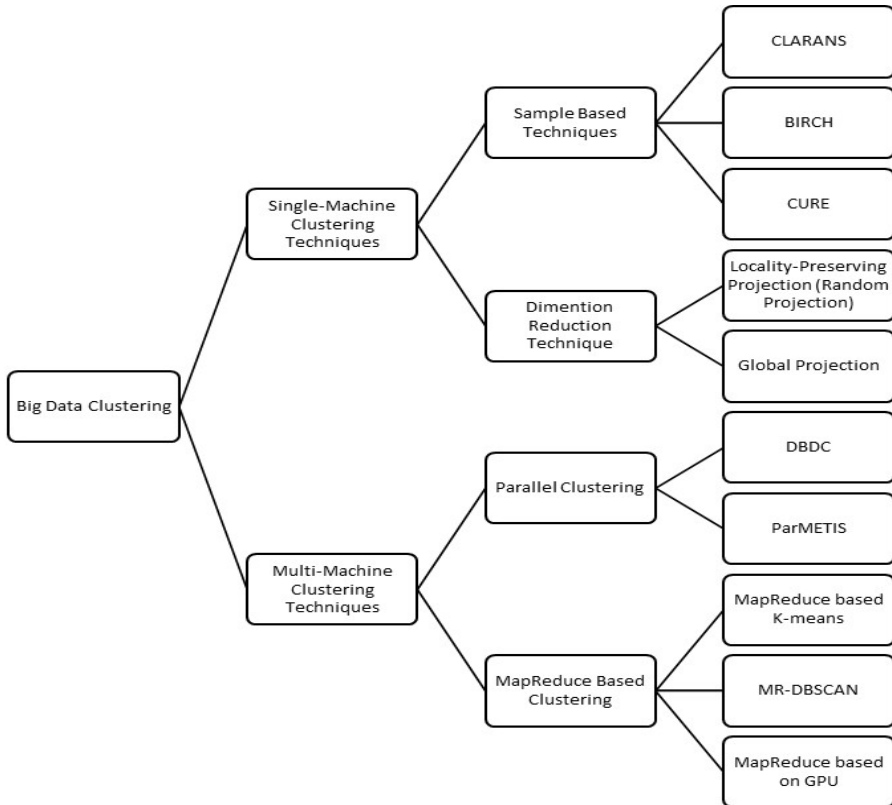 CLARANS
Sample Based
Techniques
BIRCH
Single-Machine
Clustering
Techniques
CURE
Locality-Preserving
Projection (Random
Projection)
Dimention
Reduction
Technique
Global Projection
Big Data Clustering
DBDC
Parallel Clustering
ParMETIS
Multi-Machine
Clustering
Techniques
MapReduce based
K-means
MapReduce Based
Clustering
MR-DBSCAN
MapReduce based
on GPU